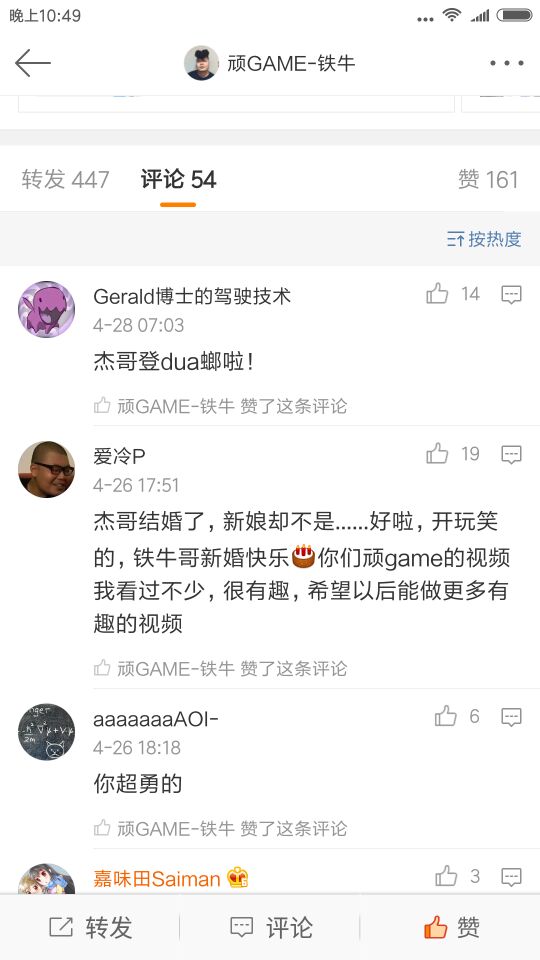 晚上10:49
顽GAME-铁牛
转发 447
评论 54
赞 161
按热度
Gerald博士的驾驶技术
14
4-28 07:03
杰哥登dua螂啦！
顽GAME-铁牛 赞了这条评论
爱冷P
19
4-26 17:51
杰哥结婚了，新娘却不是......好啦，开玩笑
的，铁牛哥新婚快乐🎂你们顽game的视频
我看过不少，很有趣，希望以后能做更多有
趣的视频
顽GAME-铁牛 赞了这条评论
aaaaaaaAOI-
6
4-26 18:18
你超勇的
顽GAME-铁牛 赞了这条评论
嘉味田Saiman
3
转发
评论
赞